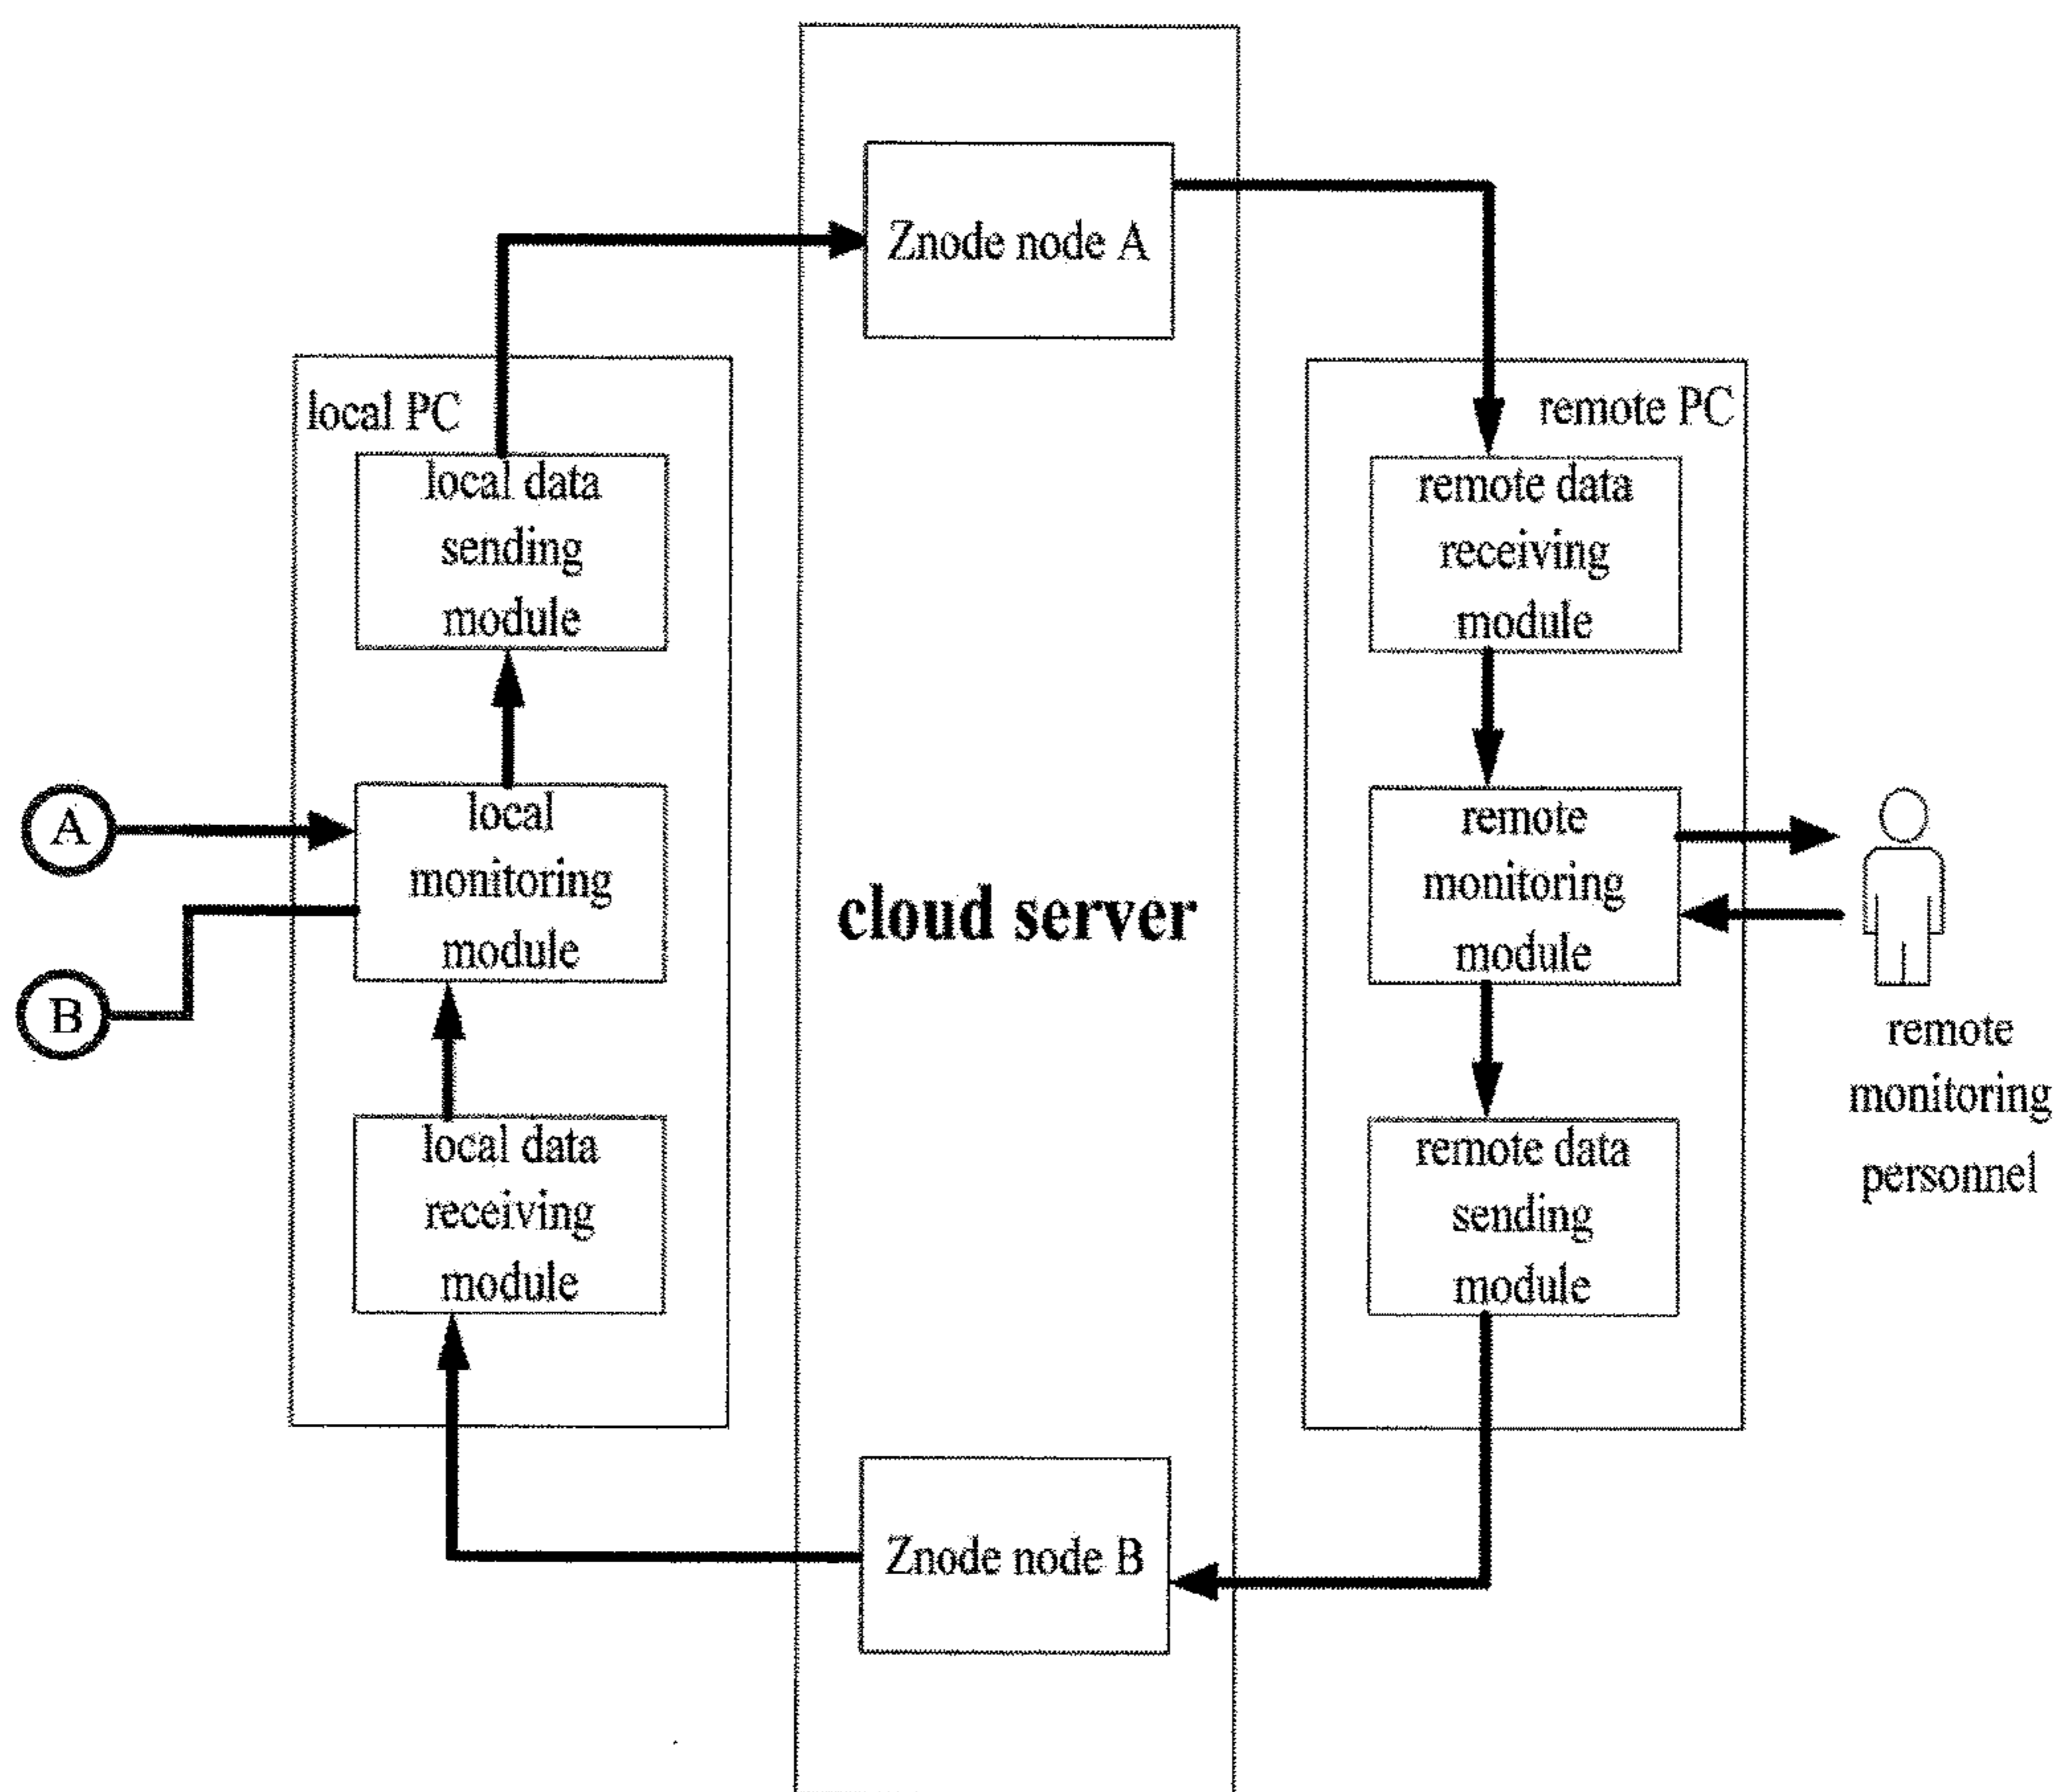 Znode node A
local PC
local data
sending
module
A
local
monitoring
module
B
local data
receiving
module
cloud server
Znode node B
remote PC
remote data
receiving
module
remote
monitoring
module
remote data
sending
module
remote
monitoring
personnel